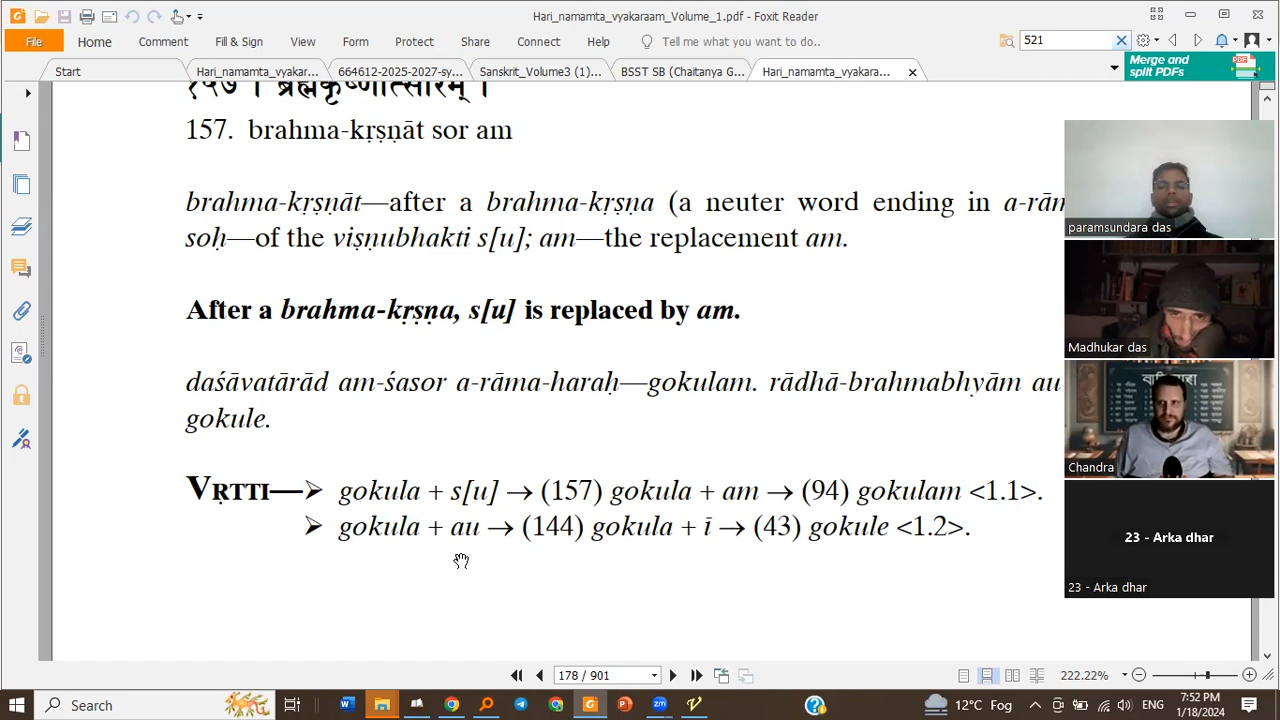 Hari_namamta_vyakaraam_Volume_1.pdf - Foxit Reader
File Home Comment Fill & Sign View Form Protect Share Connect Help Tell me what you want to do... 521
Start Hari_namamta_vyakar... 664612-2025-2027-sy... Sanskrit_Volume3 (1)... BSST SB (Chaitanya G... Hari_namamta_vyakara... Merge and split PDFs
१५७ । ब्रह्मकृष्णात्सोरम् ।
157. brahma-kṛṣṇāt sor am
brahma-kṛṣṇāt—after a brahma-kṛṣṇa (a neuter word ending in a-rām
soḥ—of the viṣṇubhakti s[u]; am—the replacement am.
After a brahma-kṛṣṇa, s[u] is replaced by am.
daśāvatārād am-śasor a-rāma-haraḥ—gokulam. rādhā-brahmabhyām au
gokule.
VṚTTI—➢ gokula + s[u] → (157) gokula + am → (94) gokulam <1.1>.
➢ gokula + au → (144) gokula + ī → (43) gokule <1.2>.
paramsundara das
Madhukar das
Chandra
23 - Arka dhar
23 - Arka dhar
178 / 901 222.22%
Search 12°C Fog ENG 7:52 PM
1/18/2024